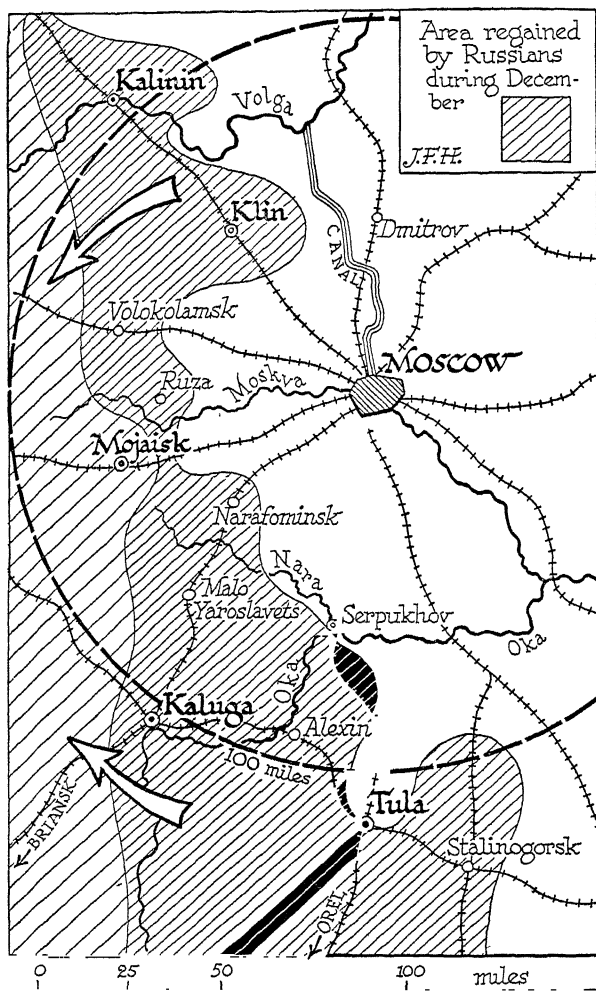 Area regained
by Russians
during Decem-
ber
J.F.H.
Kalinin
Volga
Klin
CANAL
Dmitrov
Volokolamsk
MOSCOW
Ruza
Moskva
Mojaisk
Narafominsk
Nara
Malo
Yaroslavets
Serpukhov
Oka
Oka
Kaluga
Alexin
100 miles
BRIANSK
Tula
Stalinogorsk
OREL
0 25 50 100 miles